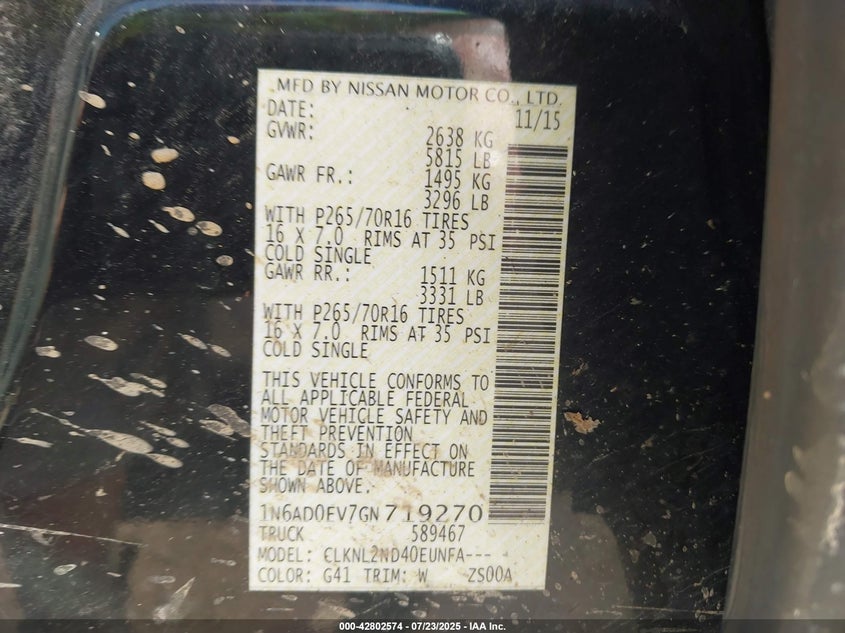 MFD BY NISSAN MOTOR CO., LTD.
DATE: 11/15
GVWR: 2638 KG
5815 LB
GAWR FR.: 1495 KG
3296 LB
WITH P265/70R16 TIRES
16 X 7.0 RIMS AT 35 PSI
COLD SINGLE
GAWR RR.: 1511 KG
3331 LB
WITH P265/70R16 TIRES
16 X 7.0 RIMS AT 35 PSI
COLD SINGLE
THIS VEHICLE CONFORMS TO
ALL APPLICABLE FEDERAL
MOTOR VEHICLE SAFETY AND
THEFT PREVENTION
STANDARDS IN EFFECT ON
THE DATE OF MANUFACTURE
SHOWN ABOVE.
1N6AD0EV7GN719270
TRUCK 589467
MODEL: CLKNL2ND40EUNFA---
COLOR: G41 TRIM: W ZS00A
000-42802574 - 07/23/2025 - IAA Inc.